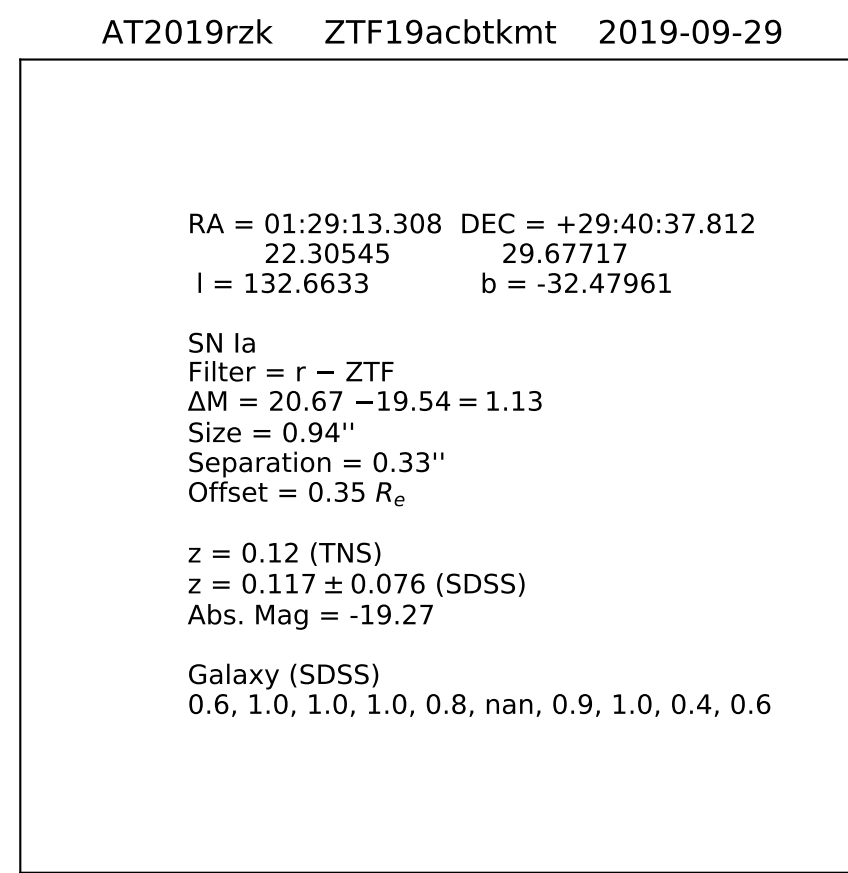 AT2019rzk ZTF19acbtkmt 2019-09-29
RA = 01:29:13.308 DEC = +29:40:37.812
22.30545 29.67717
l = 132.6633 b = -32.47961
SN Ia
Filter = r − ZTF
ΔM = 20.67 −19.54 = 1.13
Size = 0.94''
Separation = 0.33''
Offset = 0.35 Rₑ
z = 0.12 (TNS)
z = 0.117 ± 0.076 (SDSS)
Abs. Mag = -19.27
Galaxy (SDSS)
0.6, 1.0, 1.0, 1.0, 0.8, nan, 0.9, 1.0, 0.4, 0.6